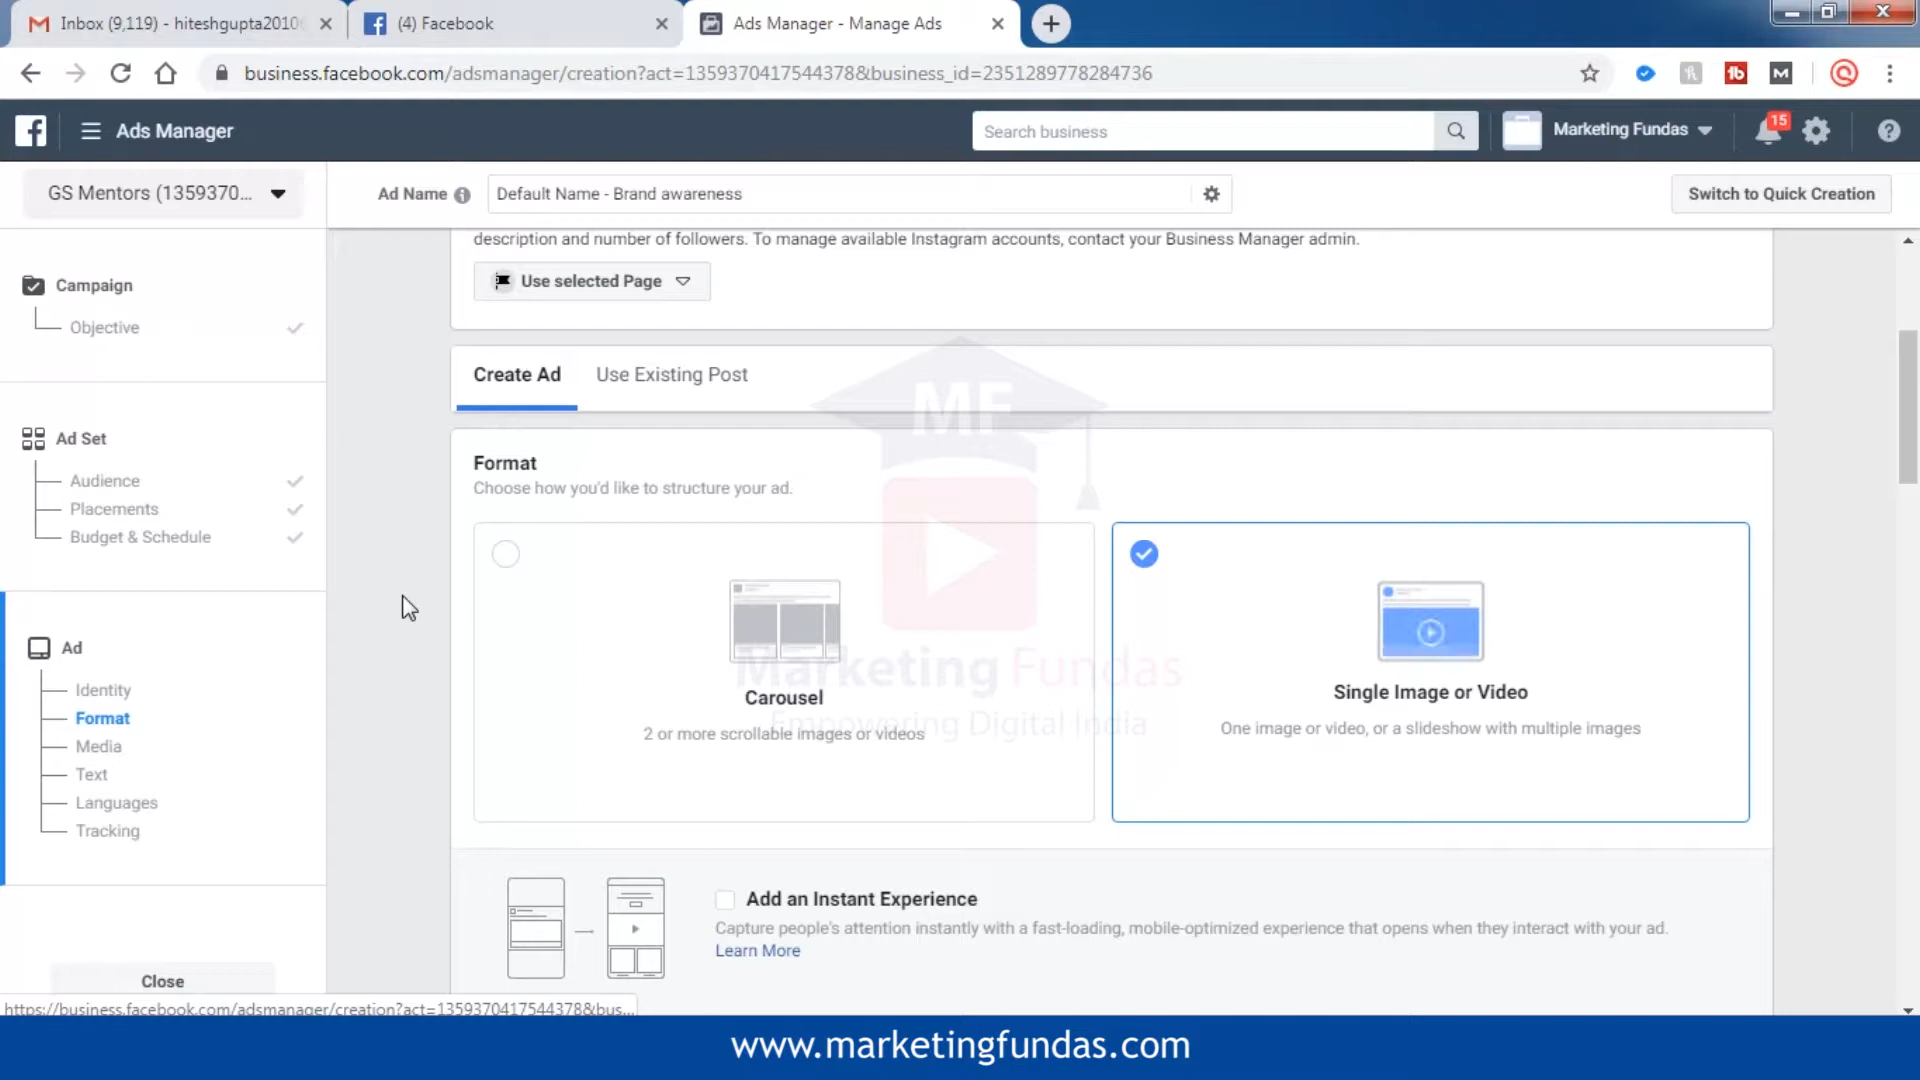 Inbox (9,119) - hiteshgupta2010
(4) Facebook
Ads Manager - Manage Ads
business.facebook.com/adsmanager/creation?act=1359370417544378&business_id=2351289778284736
Ads Manager
Search business
Marketing Fundas
15
GS Mentors (1359370...
Ad Name
Default Name - Brand awareness
Switch to Quick Creation
description and number of followers. To manage available Instagram accounts, contact your Business Manager admin.
Use selected Page
Campaign
Objective
Create Ad
Use Existing Post
MF
Ad Set
Audience
Placements
Budget & Schedule
Format
Choose how you'd like to structure your ad.
Ad
Identity
Format
Media
Text
Languages
Tracking
Marketing Fundas
Empowering Digital India
Carousel
2 or more scrollable images or videos
Single Image or Video
One image or video, or a slideshow with multiple images
Add an Instant Experience
Capture people's attention instantly with a fast-loading, mobile-optimized experience that opens when they interact with your ad.
Learn More
Close
https://business.facebook.com/adsmanager/creation?act=1359370417544378&bus...
www.marketingfundas.com